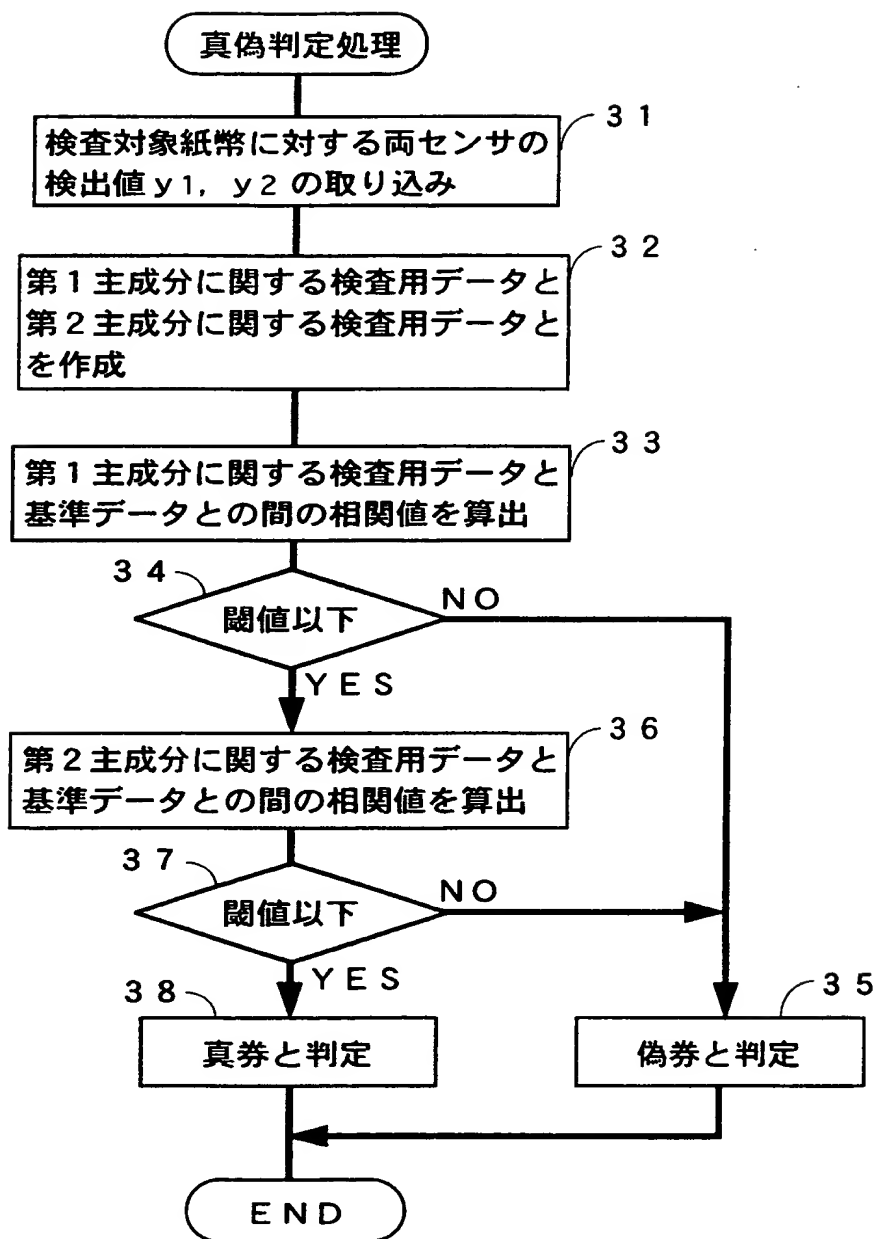 真偽判定処理
31
検査対象紙幣に対する両センサの
検出値y1, y2の取り込み
32
第1主成分に関する検査用データと
第2主成分に関する検査用データと
を作成
33
第1主成分に関する検査用データと
基準データとの間の相関値を算出
34
閾値以下
NO
YES
36
第2主成分に関する検査用データと
基準データとの間の相関値を算出
37
閾値以下
NO
YES
38
真券と判定
35
偽券と判定
END